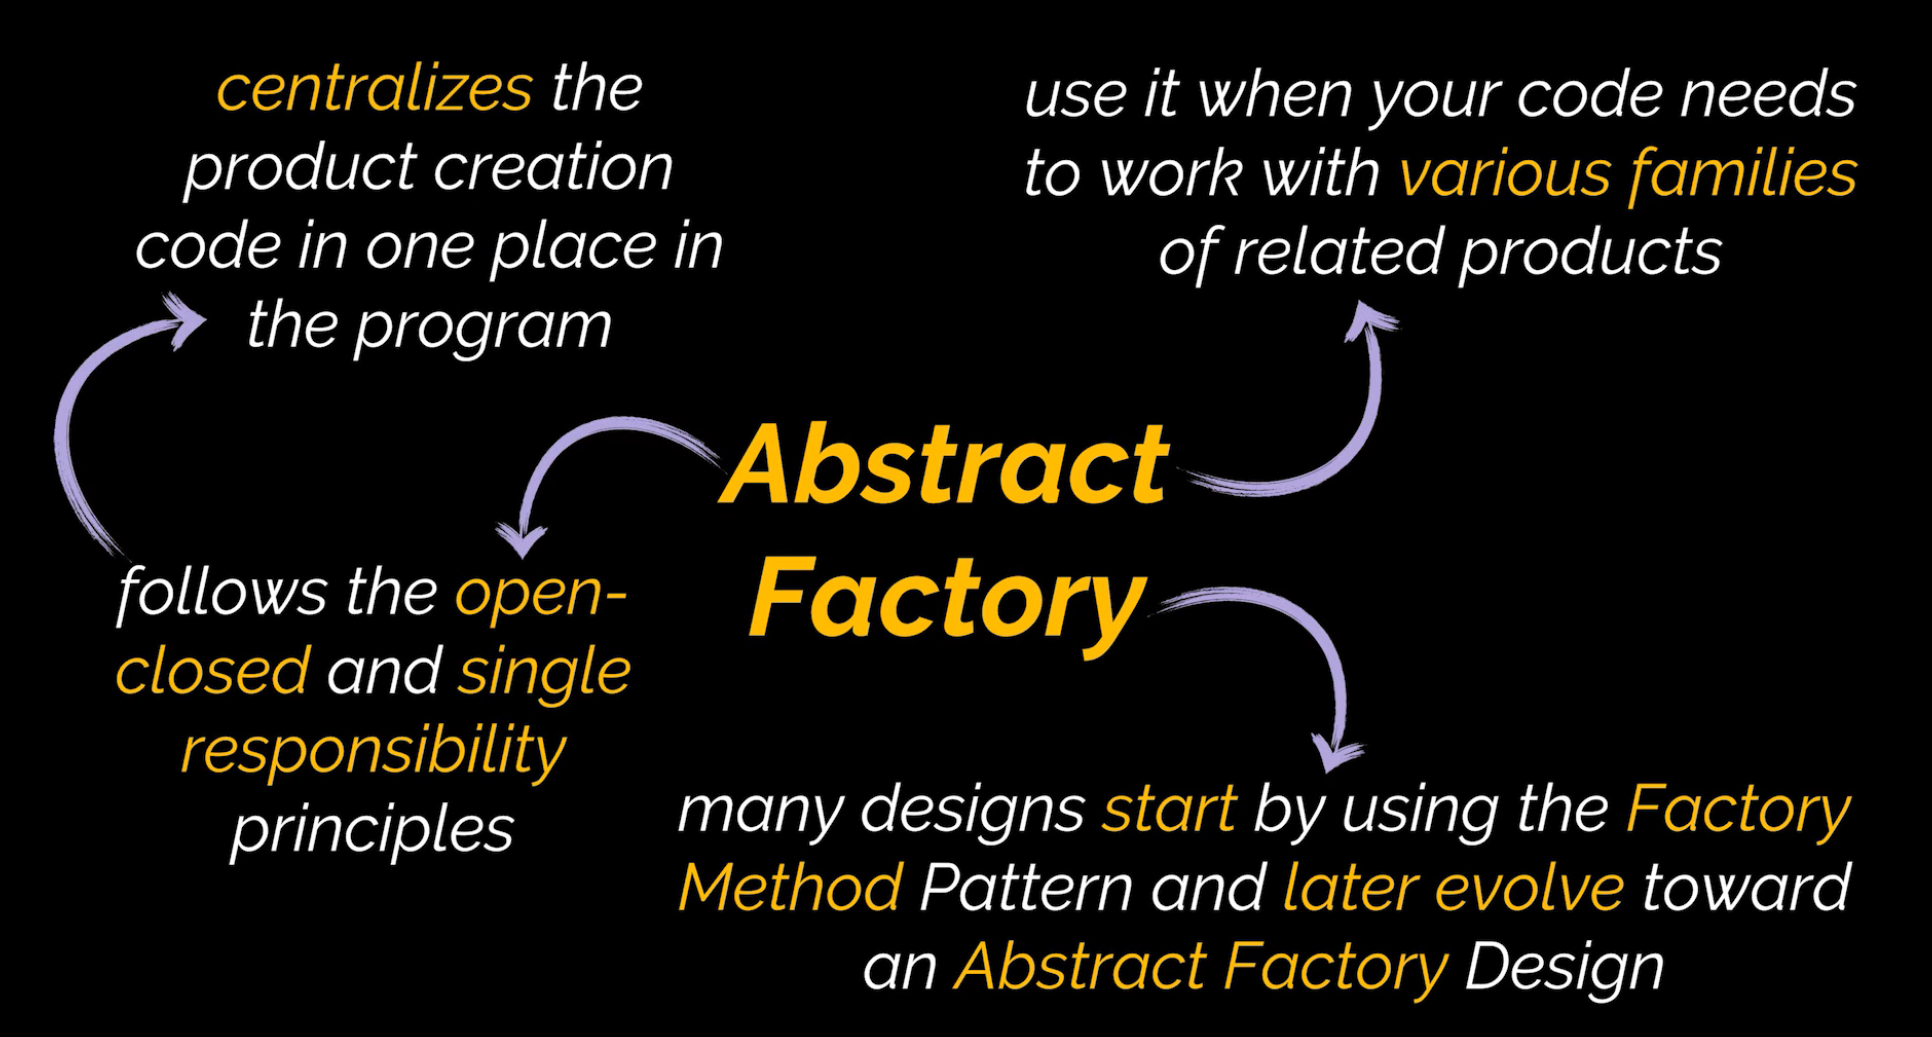 centralizes the
product creation
code in one place in
the program
use it when your code needs
to work with various families
of related products
Abstract
Factory
follows the open-
closed and single
responsibility
principles
many designs start by using the Factory
Method Pattern and later evolve toward
an Abstract Factory Design